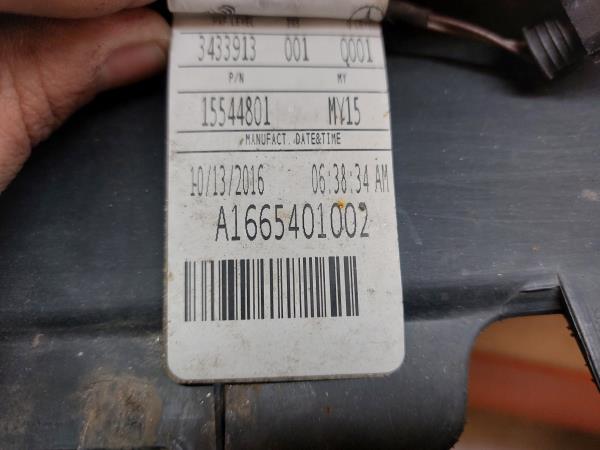 3433913 001 Q001
P/N MY
15544801 MY15
MANUFACT. DATE&TIME
10/13/2016 06:38:34 AM
A1665401002